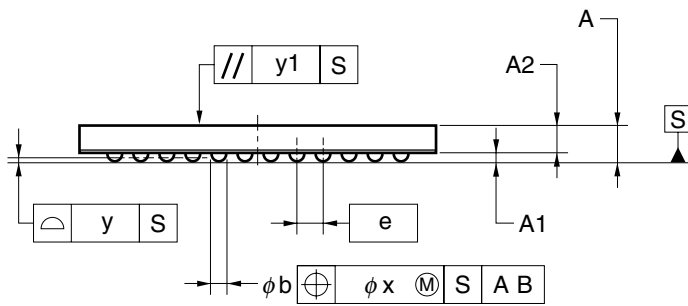 A
// y1 S
A2
S
A1
⌓ y S
e
φb ⌖ φx Ⓜ S A B